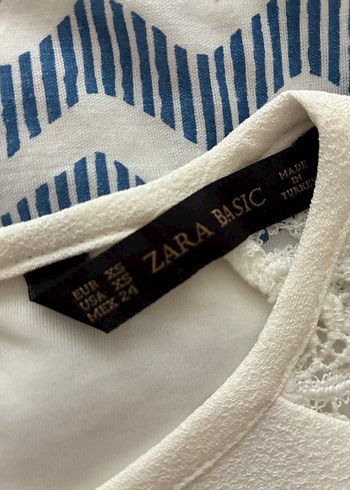 ZARA BASIC
MADE
IN
TURKEY
EUR XS
USA XS
MEX 24